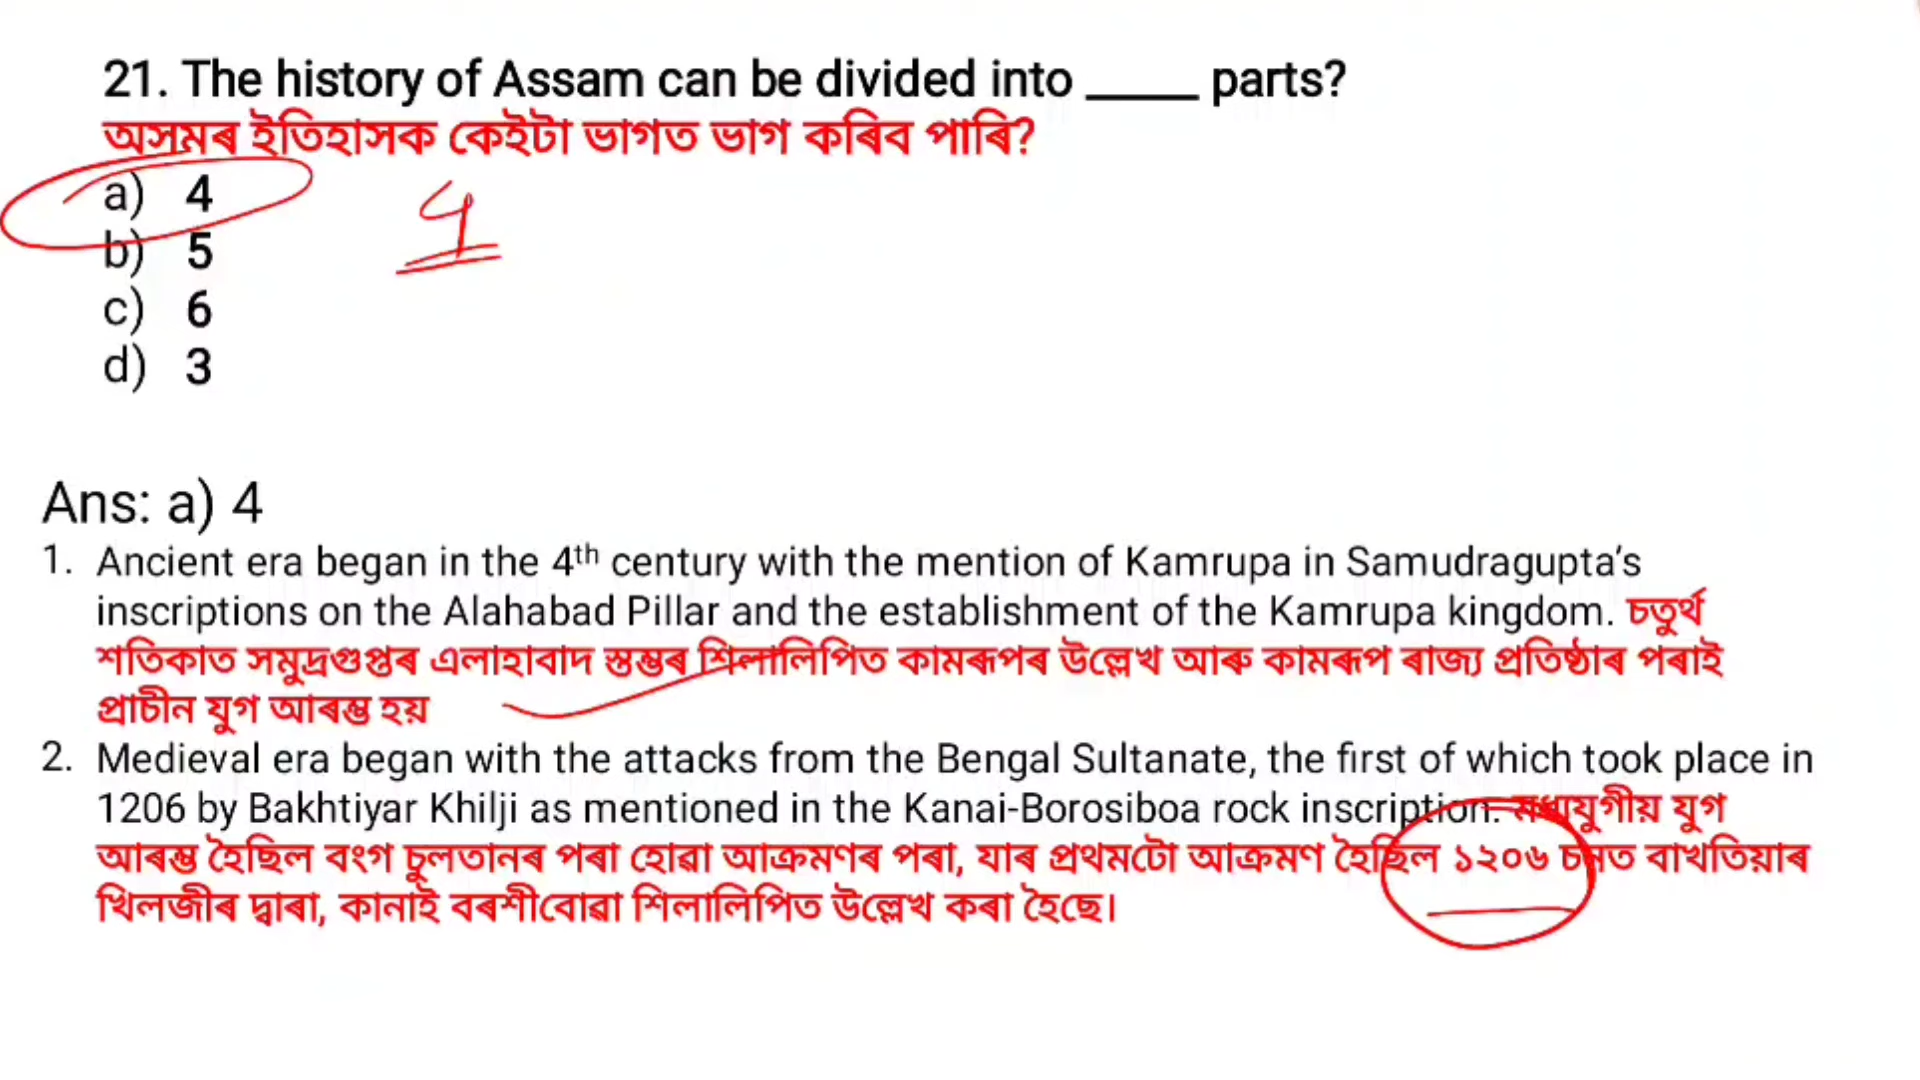 21. The history of Assam can be divided into _____ parts?
অসমৰ ইতিহাসক কেইটা ভাগত ভাগ কৰিব পাৰি?
a) 4
4
b) 5
c) 6
d) 3
Ans: a) 4
1. Ancient era began in the 4th century with the mention of Kamrupa in Samudragupta's
inscriptions on the Alahabad Pillar and the establishment of the Kamrupa kingdom. চতুৰ্থ
শতিকাত সমুদ্ৰগুপ্তৰ এলাহাবাদ স্তম্ভৰ শিলালিপিত কামৰূপৰ উল্লেখ আৰু কামৰূপ ৰাজ্য প্ৰতিষ্ঠাৰ পৰাই
প্ৰাচীন যুগ আৰম্ভ হয়
2. Medieval era began with the attacks from the Bengal Sultanate, the first of which took place in
1206 by Bakhtiyar Khilji as mentioned in the Kanai-Borosiboa rock inscription. মধ্যযুগীয় যুগ
আৰম্ভ হৈছিল বংগ চুলতানৰ পৰা হোৱা আক্ৰমণৰ পৰা, যাৰ প্ৰথমটো আক্ৰমণ হৈছিল ১২০৬ চনত বাখতিয়াৰ
খিলজীৰ দ্বাৰা, কানাই বৰশীবোৱা শিলালিপিত উল্লেখ কৰা হৈছে।